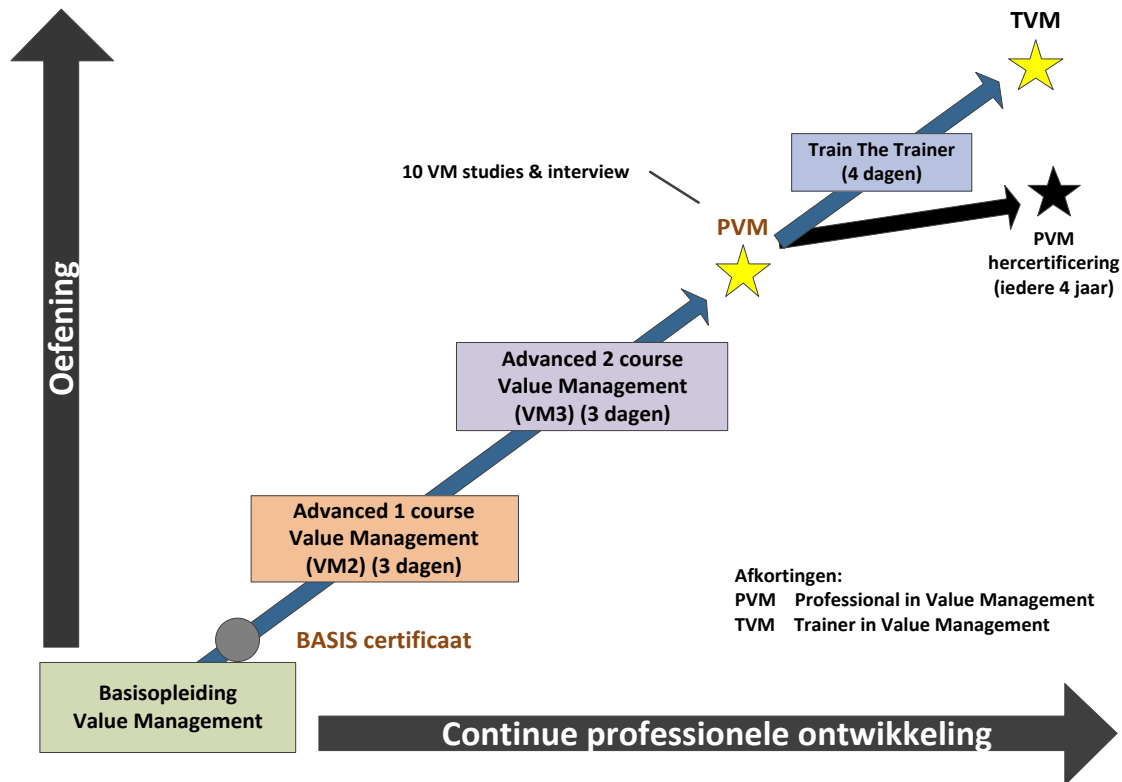 TVM
Train The Trainer
(4 dagen)
10 VM studies & interview
PVM
PVM
hercertificering
(iedere 4 jaar)
Oefening
Advanced 2 course
Value Management
(VM3) (3 dagen)
Advanced 1 course
Value Management
(VM2) (3 dagen)
Afkortingen:
PVM Professional in Value Management
TVM Trainer in Value Management
BASIS certificaat
Basisopleiding
Value Management
Continue professionele ontwikkeling